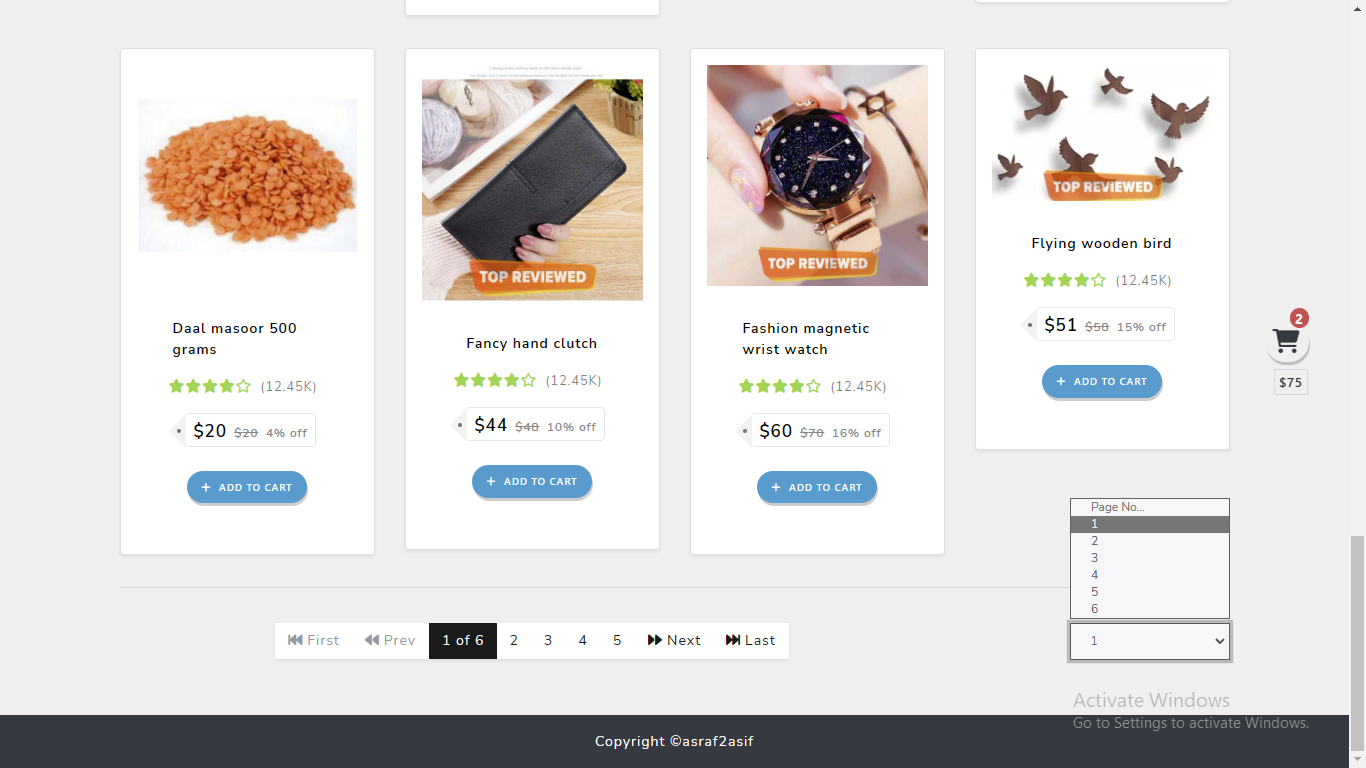 TOP REVIEWED
TOP REVIEWED
TOP REVIEWED
Daal masoor 500
grams
(12.45K)
$20 $20 4% off
+ ADD TO CART
Fancy hand clutch
(12.45K)
$44 $48 10% off
+ ADD TO CART
Fashion magnetic
wrist watch
(12.45K)
$60 $70 16% off
+ ADD TO CART
Flying wooden bird
(12.45K)
$51 $58 15% off
+ ADD TO CART
2
$75
Page No...
1
2
3
4
5
6
1
First Prev 1 of 6 2 3 4 5 Next Last
Activate Windows
Go to Settings to activate Windows.
Copyright ©asraf2asif